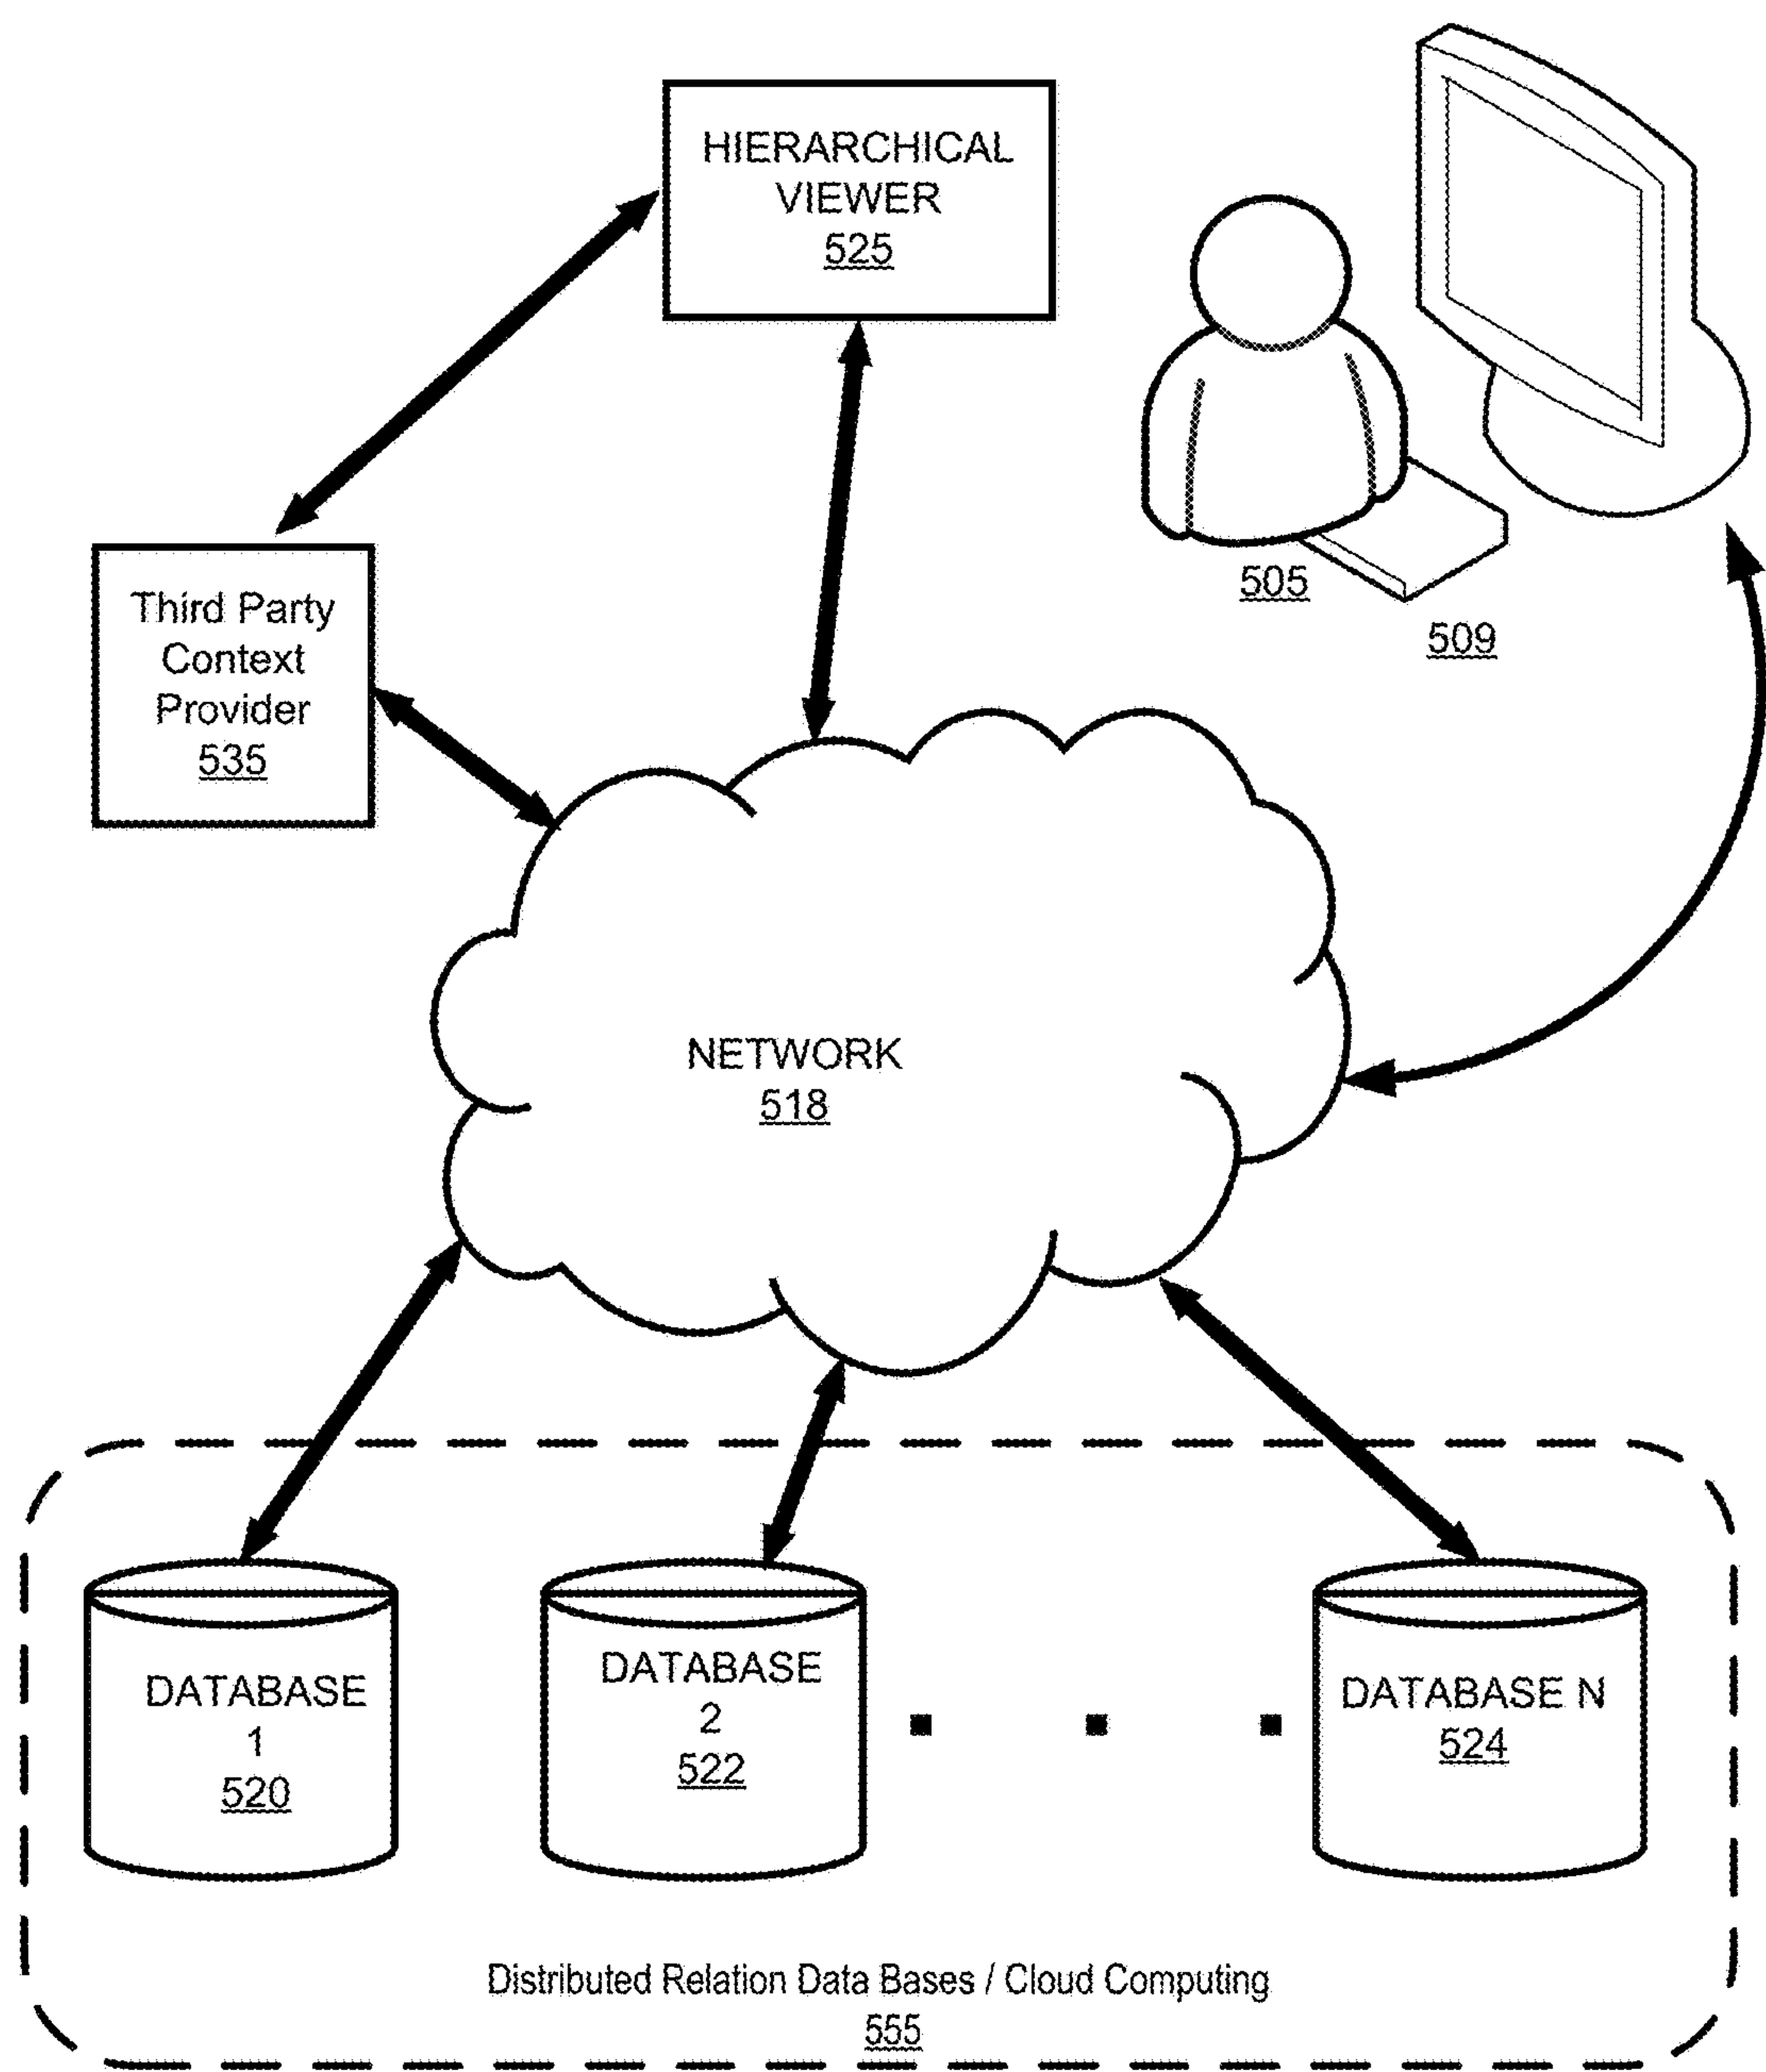 HIERARCHICAL
VIEWER
525
505
509
Third Party
Context
Provider
535
NETWORK
518
DATABASE
1
520
DATABASE
2
522
DATABASE N
524
Distributed Relation Data Bases / Cloud Computing
555